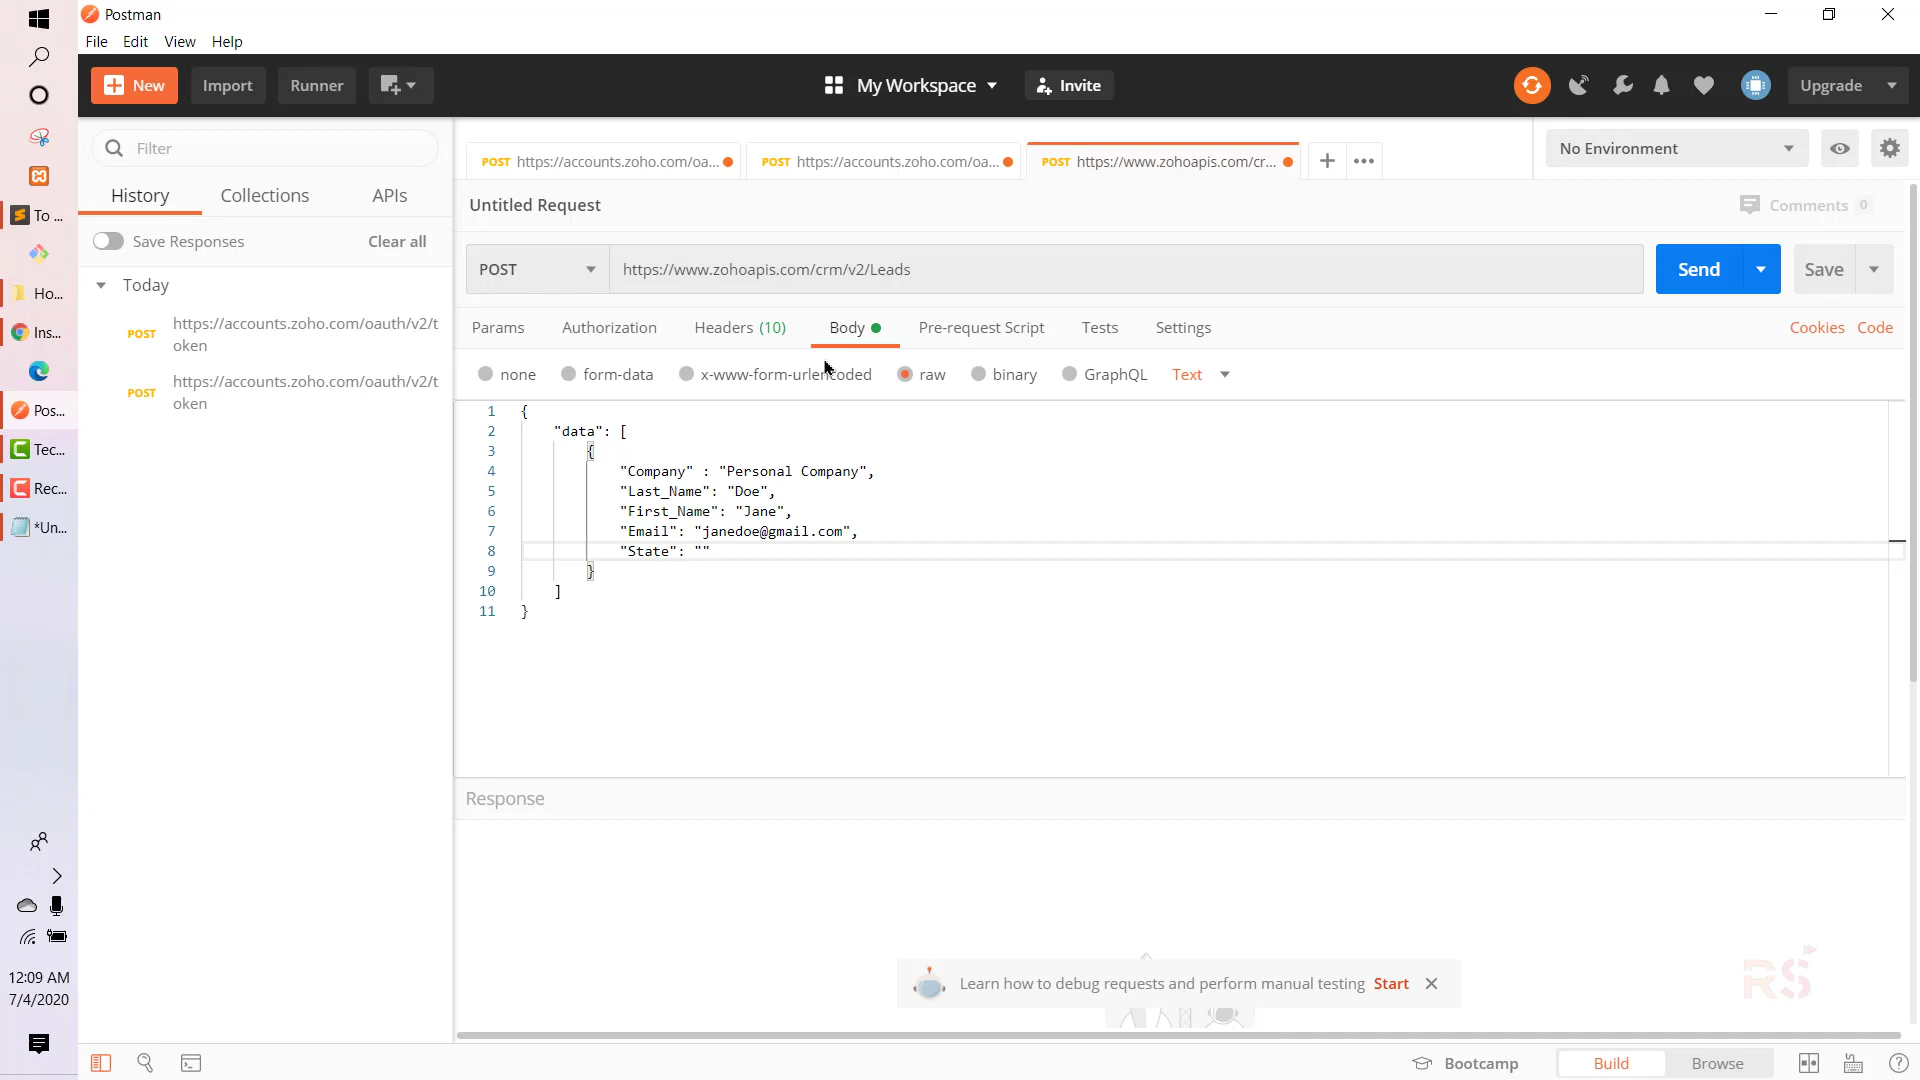 Postman
File Edit View Help
New Import Runner My Workspace Invite Upgrade
Filter
History Collections APIs
Save Responses Clear all
Today
POST https://accounts.zoho.com/oauth/v2/t
oken
POST https://accounts.zoho.com/oauth/v2/t
oken
POST https://accounts.zoho.com/oa... POST https://accounts.zoho.com/oa... POST https://www.zohoapis.com/cr... No Environment
Untitled Request Comments 0
POST https://www.zohoapis.com/crm/v2/Leads Send Save
Params Authorization Headers (10) Body Pre-request Script Tests Settings Cookies Code
none form-data x-www-form-urlencoded raw binary GraphQL Text
1 {
2 "data": [
3 {
4 "Company" : "Personal Company",
5 "Last_Name": "Doe",
6 "First_Name": "Jane",
7 "Email": "janedoe@gmail.com",
8 "State": ""
9 }
10 ]
11 }
Response
Learn how to debug requests and perform manual testing Start
RS
Bootcamp Build Browse
To ...
Ho...
Ins...
Pos...
Tec...
Rec...
*Un...
12:09 AM
7/4/2020